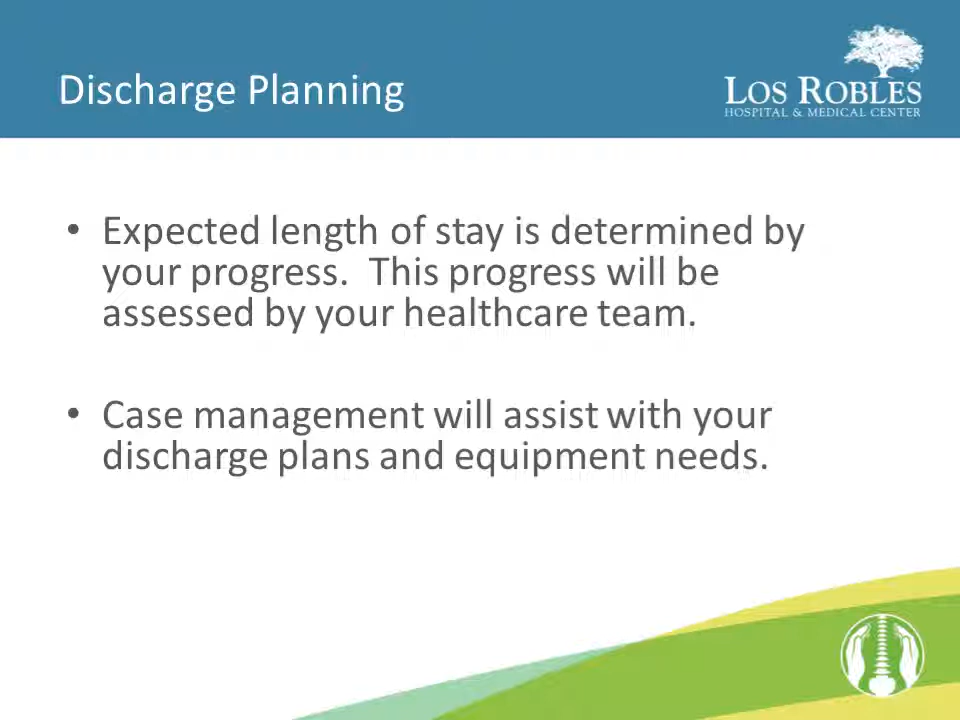 Discharge Planning
LOS ROBLES
HOSPITAL & MEDICAL CENTER
• Expected length of stay is determined by
your progress.  This progress will be
assessed by your healthcare team.
• Case management will assist with your
discharge plans and equipment needs.